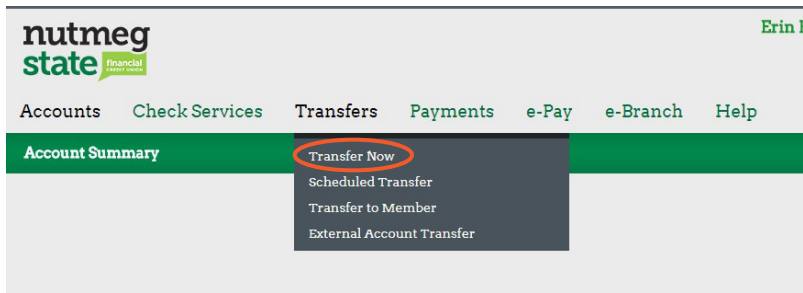 nutmeg
state financial
CREDIT UNION
Erin
Accounts Check Services Transfers Payments e-Pay e-Branch Help
Account Summary
Transfer Now
Scheduled Transfer
Transfer to Member
External Account Transfer